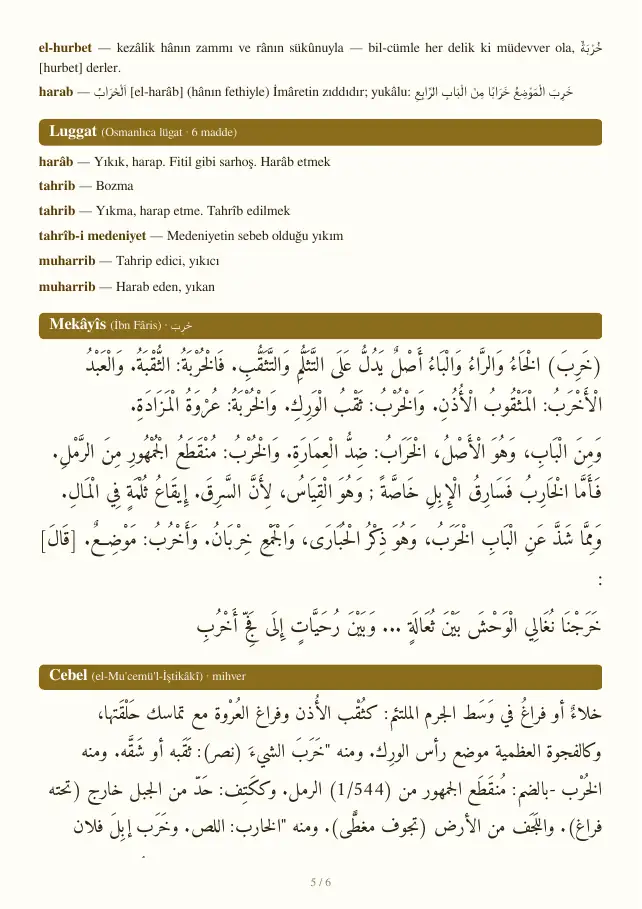 el-hurbet — kezâlik hânın zammı ve rânın sükûnuyla — bil-cümle her delik ki müdevver ola, خُرْبَةٌ
[hurbet] derler.
harab — اَلْخَرَابُ [el-harâb] (hânın fethiyle) İmâretin zıddıdır; yukâlu: خَرِبَ الْمَوْضِعُ خَرَابًا مِنَ الْبَابِ الرَّابِعِ
Luggat (Osmanlıca lügat · 6 madde)
harâb — Yıkık, harap. Fitil gibi sarhoş. Harâb etmek
tahrib — Bozma
tahrib — Yıkma, harap etme. Tahrîb edilmek
tahrîb-i medeniyet — Medeniyetin sebeb olduğu yıkım
muharrib — Tahrip edici, yıkıcı
muharrib — Harab eden, yıkan
Mekâyîs (İbn Fâris) · خرب
(خَرِبَ) الْخَاءُ وَالرَّاءُ وَالْبَاءُ أَصْلٌ يَدُلُّ عَلَى التَّثَلُّمِ وَالتَّثَقُّبِ. فَالْخُرْبَةُ: الثُّقْبَةُ. وَالْعَبْدُ
الْأَخْرَبُ: الْمَثْقُوبُ الْأُذُنِ. وَالْخُرْبُ: ثَقْبُ الْوَرِكِ. وَالْخُرْبَةُ: عُرْوَةُ الْمَزَادَةِ.
وَمِنَ الْبَابِ، وَهُوَ الْأَصْلُ، الْخَرَابُ: ضِدُّ الْعِمَارَةِ. وَالْخُرْبُ: مُنْقَطَعُ الْجُمْهُورِ مِنَ الرَّمْلِ.
فَأَمَّا الْخَارِبُ فَسَارِقُ الْإِبِلِ خَاصَّةً ; وَهُوَ الْقِيَاسُ، لِأَنَّ السَّرِقَ. إِيقَاعُ ثُلْمَةٍ فِي الْمَالِ.
وَمِمَّا شَذَّ عَنِ الْبَابِ الْخَرَبُ، وَهُوَ ذِكْرُ الْحُبَارَى، وَالْجَمْعِ خِرْبَانُ. وَأَخْرُبُ: مَوْضِعٌ. [قَالَ]
:
خَرَجْنَا نُغَالِي الْوَحْشَ بَيْنَ ثُعَالَةٍ ... وَبَيْنَ رُحَيَّاتٍ إِلَى فَجِّ أَخْرُبِ
Cebel (el-Mu'cemü'l-İştikâkî) · mihver
خلاءٌ أو فراغُ في وَسَط الجرم الملتئم: كثُقْب الأُذن وفراغ العُرْوة مع تماسك حَلْقَتها،
وكالفجوة العظمية موضع رأس الورِك. ومنه "خَرَبَ الشيءَ (نصر): ثَقَبه أو شَقَّه. ومنه
الخُرْب -بالضم: مُنقَطَع الجمهور من (1/544) الرمل. وككَتِف: حَدّ من الجبل خارج (تحته
فراغ). واللَّجَف من الأرض (تجوف مغطًّى). ومنه "الخارب: اللص. وخَرَب إبلَ فلان
5 / 6